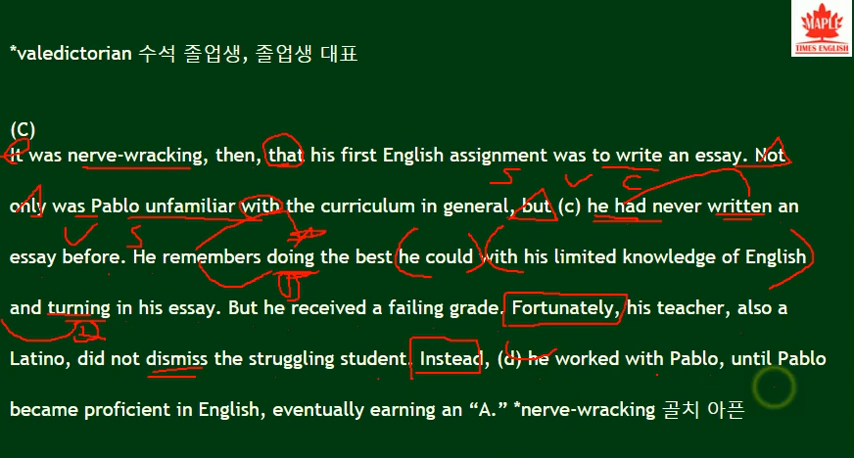 MAPLE
TIMES ENGLISH
*valedictorian 수석 졸업생, 졸업생 대표
(C)
It was nerve-wracking, then, that his first English assignment was to write an essay. Not
only was Pablo unfamiliar with the curriculum in general, but (c) he had never written an
essay before. He remembers doing the best he could with his limited knowledge of English
and turning in his essay. But he received a failing grade. Fortunately, his teacher, also a
Latino, did not dismiss the struggling student. Instead, (d) he worked with Pablo, until Pablo
became proficient in English, eventually earning an “A.” *nerve-wracking 골치 아픈
S
C
S
1